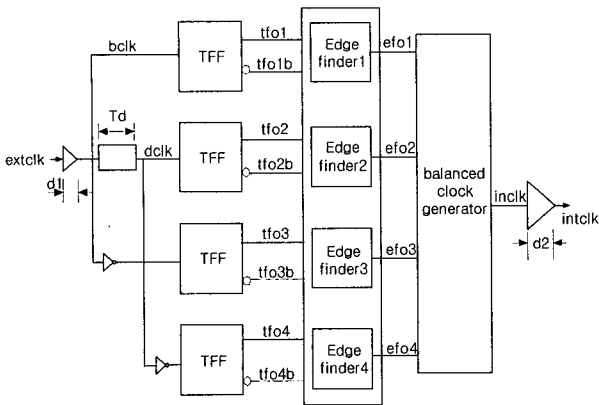 bclk
TFF
tfo1
tfo1b
Edge
finder1
efo1
Td
extclk
d1
dclk
TFF
tfo2
tfo2b
Edge
finder2
efo2
balanced
clock
generator
inclk
intclk
d2
TFF
tfo3
tfo3b
Edge
finder3
efo3
TFF
tfo4
tfo4b
Edge
finder4
efo4